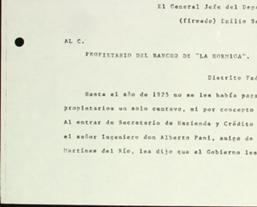 El General Jefe del Dep
(firmado) Emilio Ba
AL C.
PROPIETARIO DEL RANCHO DE "LA HORMIGA".
Distrito Fed
Hasta el año de 1925 no se les había par
propietarios un solo centavo, ni por concepto
Al entrar de Secretario de Hacienda y Crédito
el señor Ingeniero don Alberto Pani, amigo de
Martínez del Río, les dijo que el Gobierno les